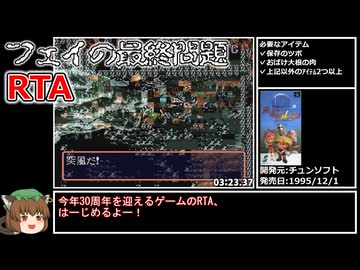 フェイの最終問題
RTA
突風だ!
03:23.37
必要なアイテム
✓保存のツボ
✓おばけ大根の肉
✓上記以外のアイテム2つ以上
開発元:チュンソフト
発売日:1995/12/1
今年30周年を迎えるゲームのRTA、
はーじめるよー!